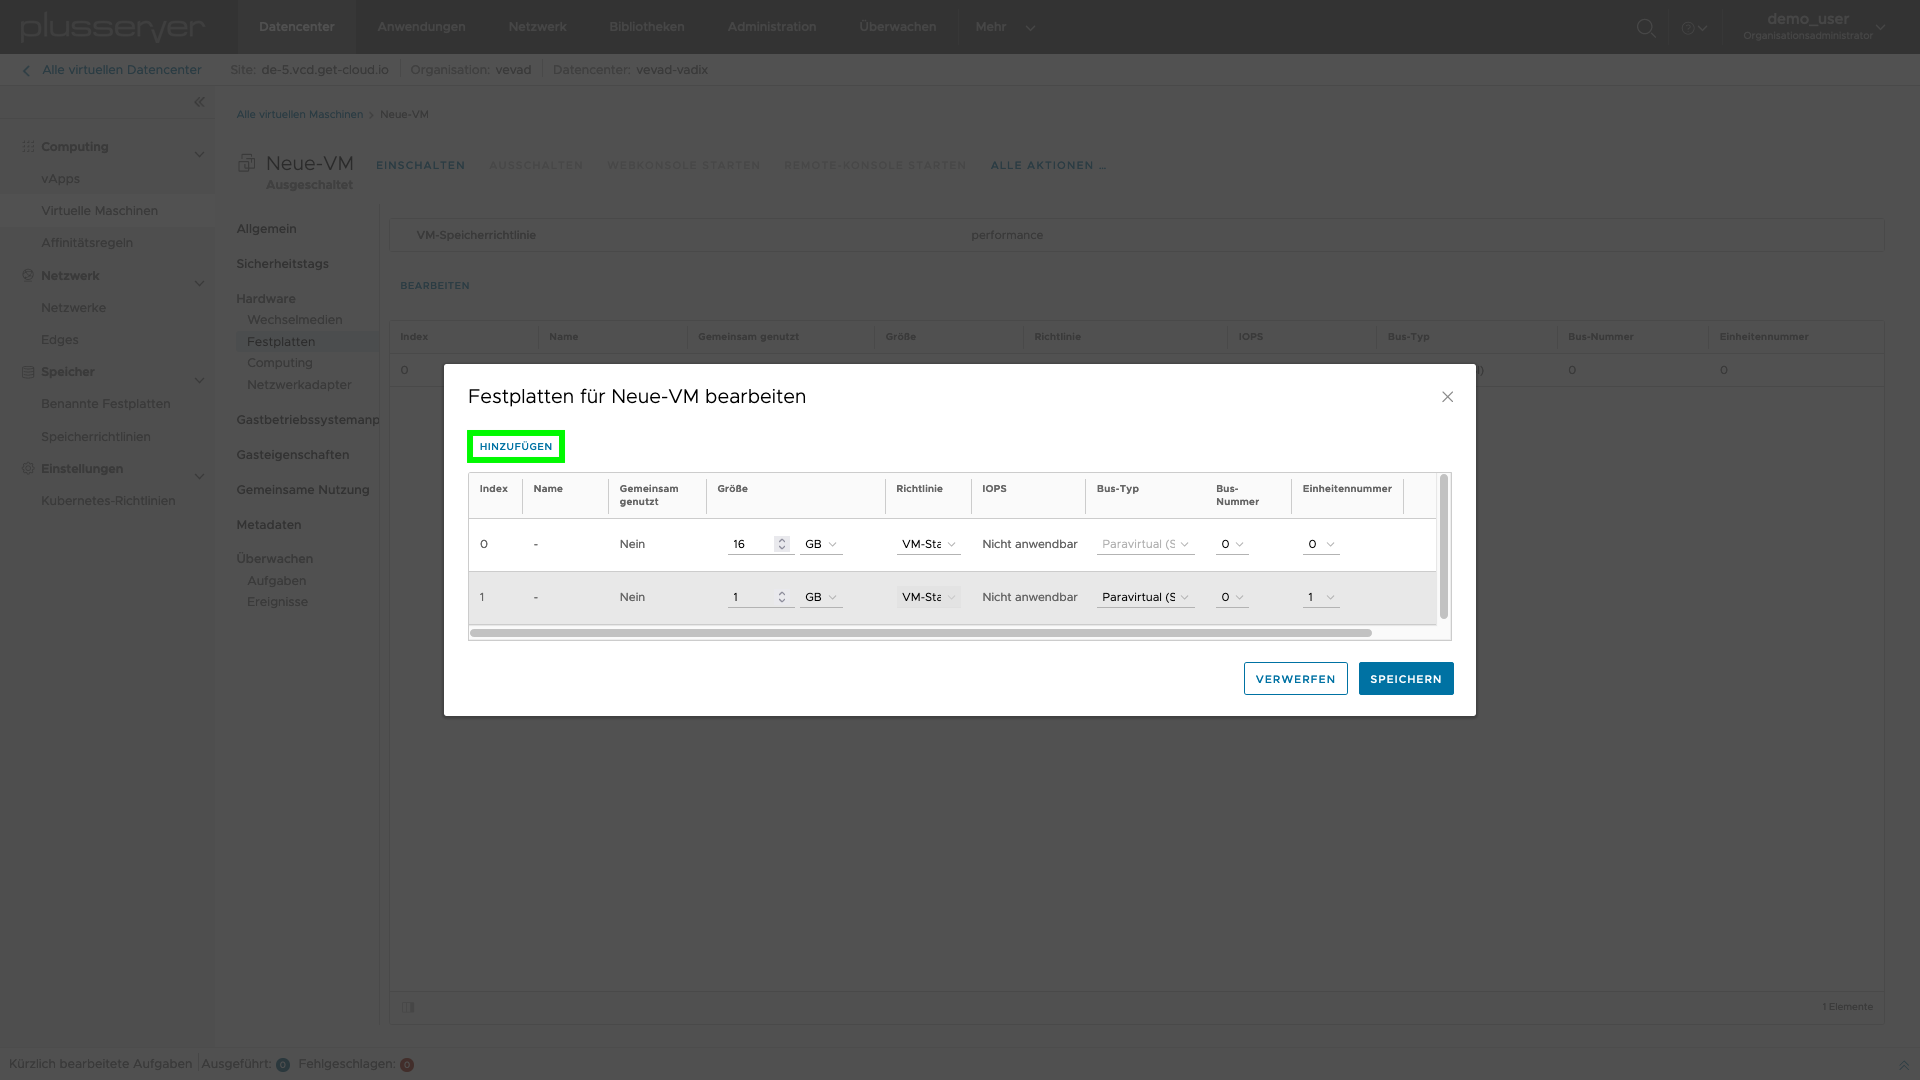 plusserver
Datencenter Anwendungen Netzwerk Bibliotheken Administration Überwachen Mehr
demo_user
Organisationsadministrator
Alle virtuellen Datencenter Site: de-5.vcd.get-cloud.io Organisation: vevad Datencenter: vevad-vadix
Alle virtuellen Maschinen > Neue-VM
Computing
vApps
Virtuelle Maschinen
Affinitätsregeln
Netzwerk
Netzwerke
Edges
Speicher
Benannte Festplatten
Speicherrichtlinien
Einstellungen
Kubernetes-Richtlinien
Neue-VM EINSCHALTEN AUSSCHALTEN WEBKONSOLE STARTEN REMOTE-KONSOLE STARTEN ALLE AKTIONEN ...
Ausgeschaltet
Allgemein
Sicherheitstags
Hardware
Wechselmedien
Festplatten
Computing
Netzwerkadapter
Gastbetriebssystemanp
Gasteigenschaften
Gemeinsame Nutzung
Metadaten
Überwachen
Aufgaben
Ereignisse
VM-Speicherrichtlinie performance
BEARBEITEN
Index Name Gemeinsam genutzt Größe Richtlinie IOPS Bus-Typ Bus-Nummer Einheitennummer
0 ) 0 0
Festplatten für Neue-VM bearbeiten
HINZUFÜGEN
Index Name Gemeinsam genutzt Größe Richtlinie IOPS Bus-Typ Bus-Nummer Einheitennummer
0 - Nein 16 GB VM-Sta Nicht anwendbar Paravirtual (S 0 0
1 - Nein 1 GB VM-Sta Nicht anwendbar Paravirtual (S 0 1
VERWERFEN SPEICHERN
1 Elemente
Kürzlich bearbeitete Aufgaben Ausgeführt: 0 Fehlgeschlagen: 0